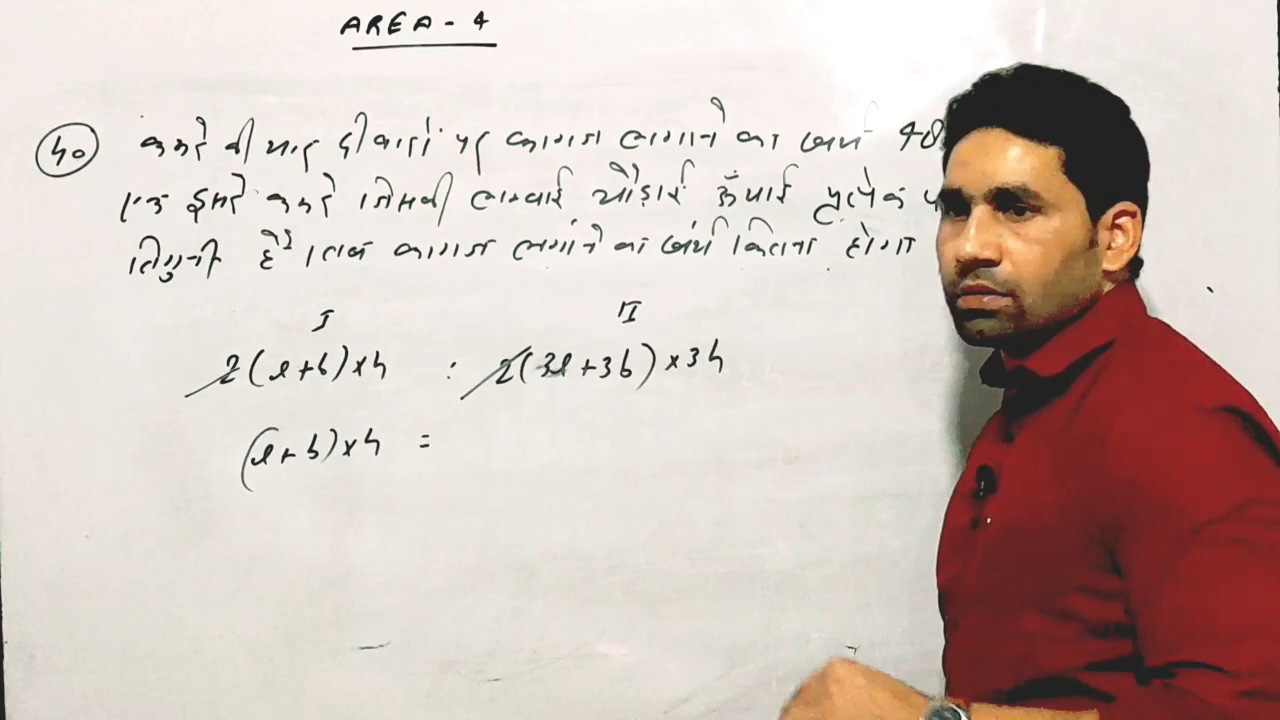 AREA - 4
40 कमरे की चार दीवारों पर कागज लगाने का खर्च 48
एक दूसरे कमरे जिसकी लम्बाई चौड़ाई ऊँचाई प्रत्येक
तिगुनी है। तब कागज लगाने का खर्च कितना होगा
I II
2(l+b)×h : 2(3l+3b)×3h
(l+b)×h =